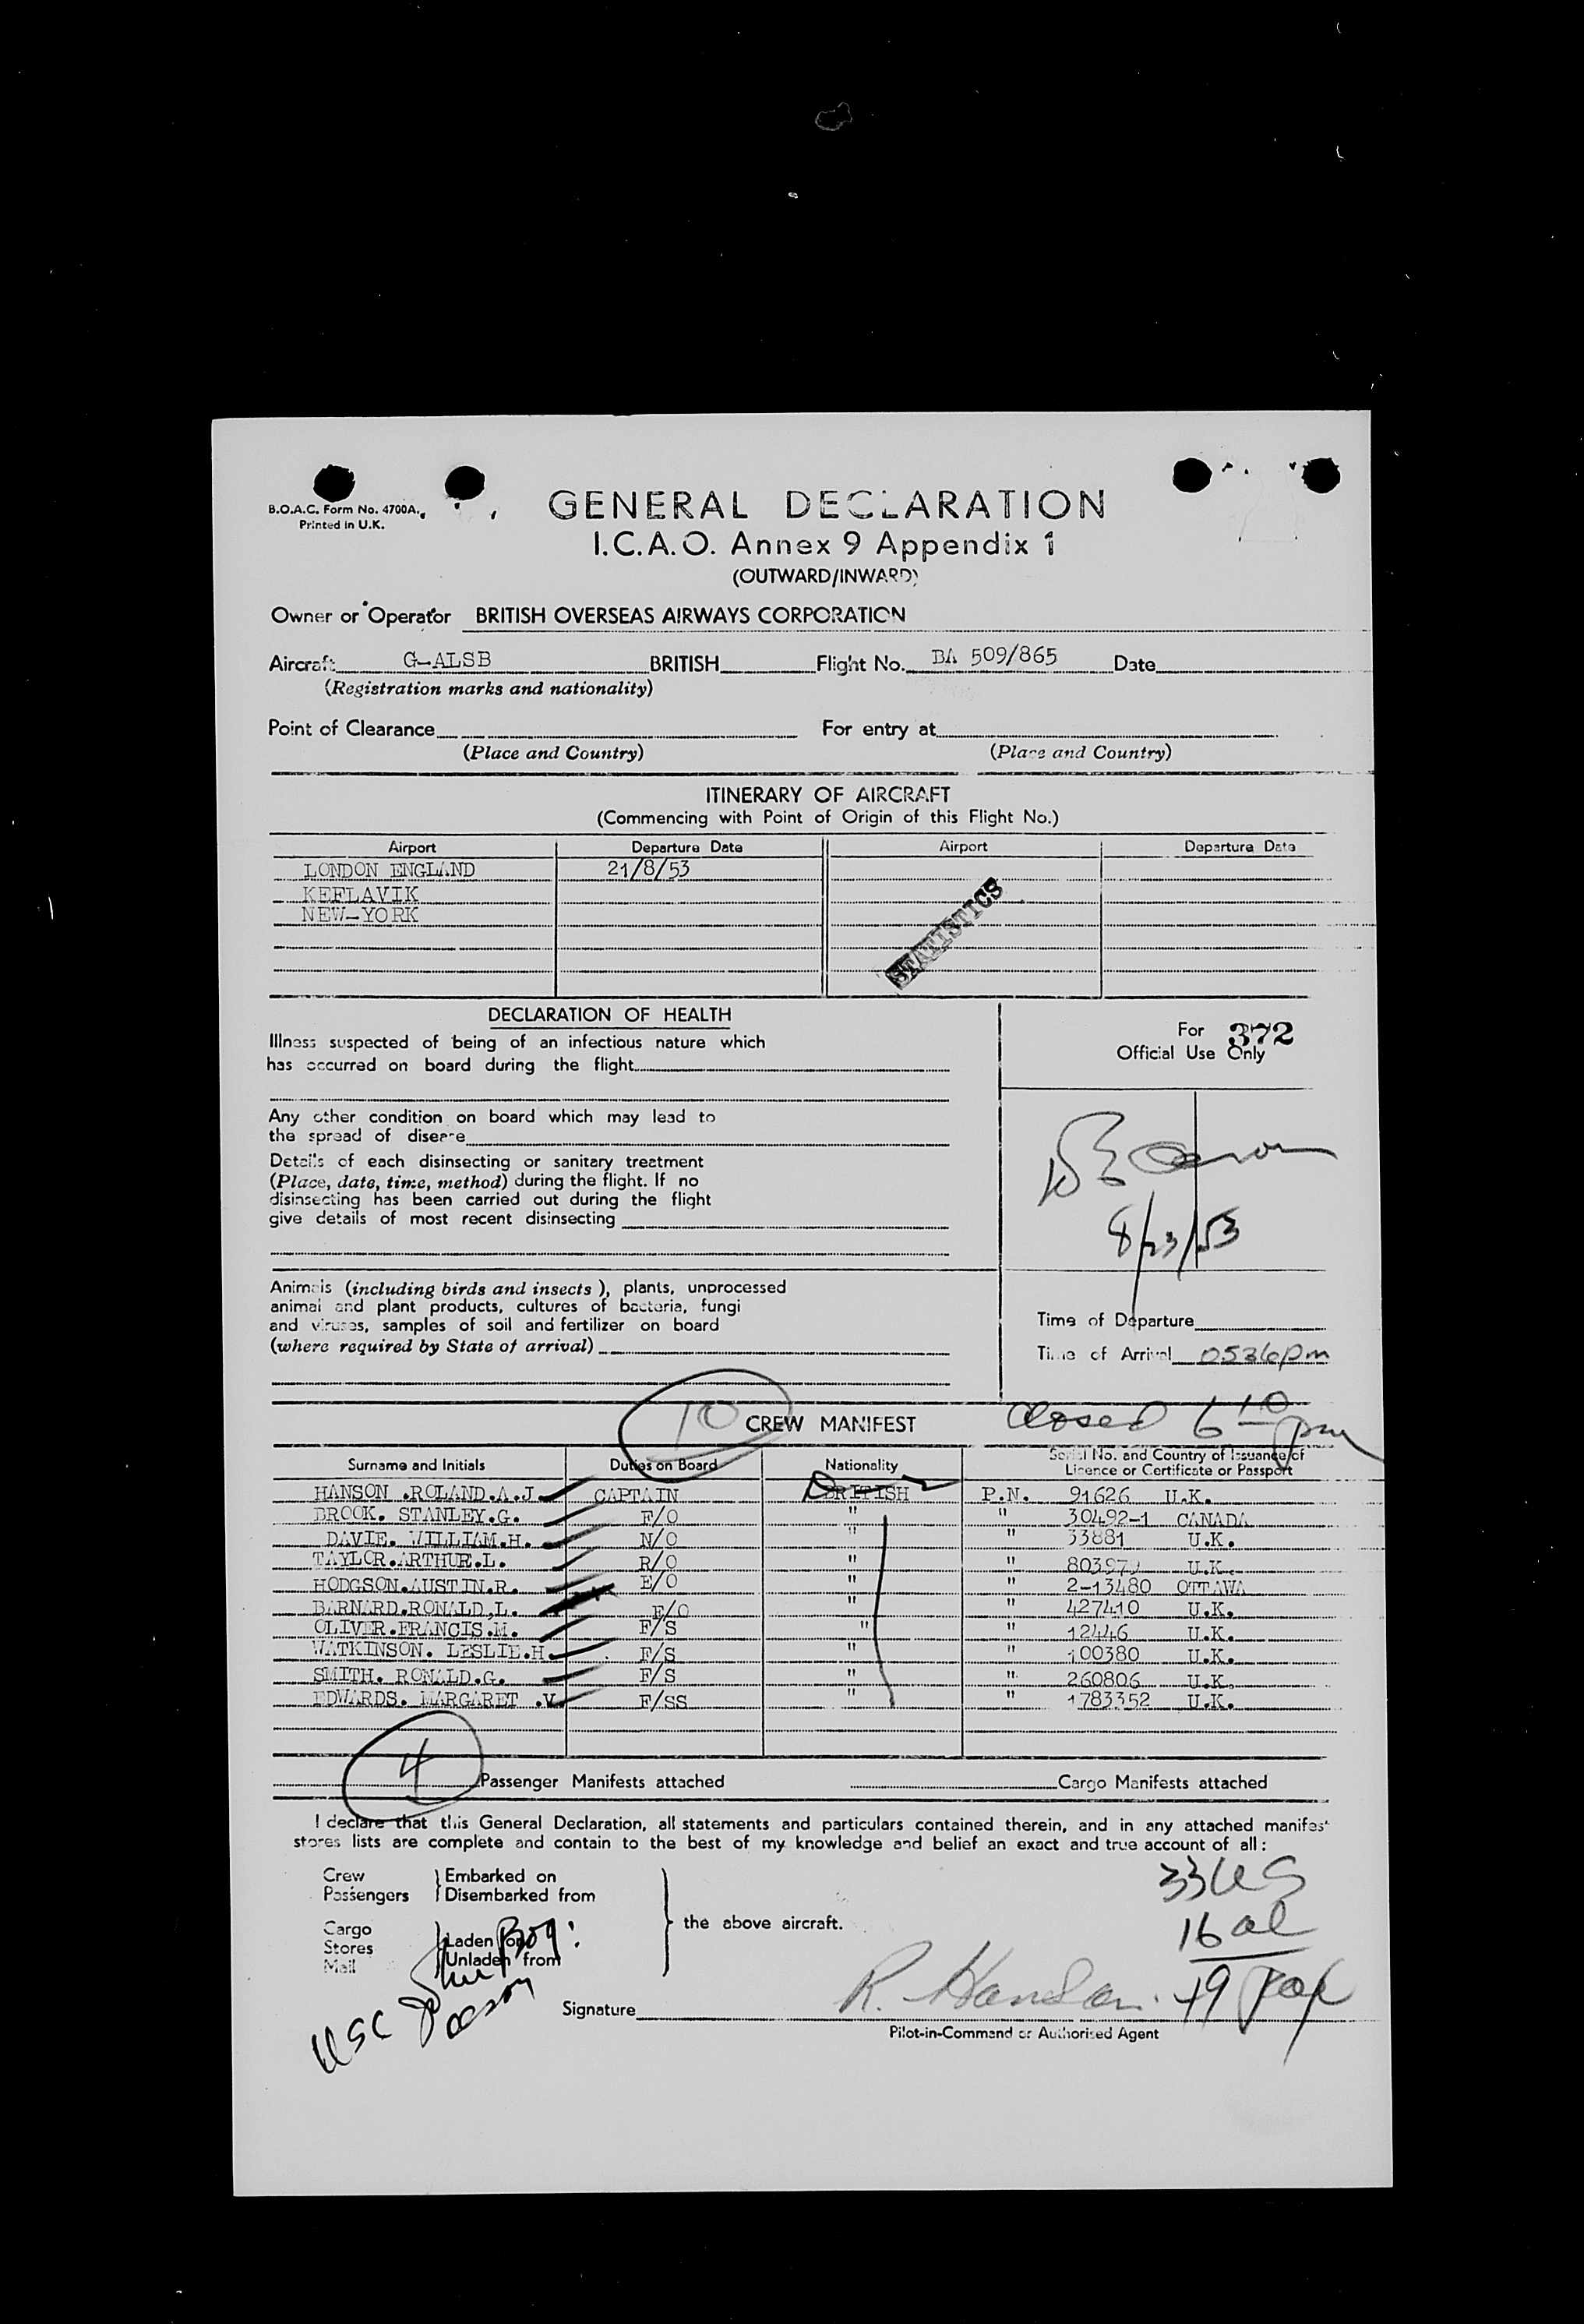 B.O.A.C. Form No. 4700A.
Printed in U.K.
GENERAL DECLARATION
I.C.A.O. Annex 9 Appendix 1
(OUTWARD/INWARD)
Owner or Operator BRITISH OVERSEAS AIRWAYS CORPORATION
Aircraft G-ALSB BRITISH Flight No. BA 509/865 Date
(Registration marks and nationality)
Point of Clearance For entry at
(Place and Country) (Place and Country)
ITINERARY OF AIRCRAFT
(Commencing with Point of Origin of this Flight No.)
Airport Departure Date Airport Departure Date
LONDON ENGLAND 21/8/53
KEFLAVIK
NEW-YORK
STATISTICS
DECLARATION OF HEALTH
Illness suspected of being of an infectious nature which
has occurred on board during the flight
Any other condition on board which may lead to
the spread of disease
Details of each disinsecting or sanitary treatment
(Place, date, time, method) during the flight. If no
disinsecting has been carried out during the flight
give details of most recent disinsecting
Animals (including birds and insects), plants, unprocessed
animal and plant products, cultures of bacteria, fungi
and viruses, samples of soil and fertilizer on board
(where required by State of arrival)
For 372
Official Use Only
8/23/53
Time of Departure
Time of Arrival 0536pm
10 CREW MANIFEST closed 6 10 pm
Surname and Initials Duties on Board Nationality Serial No. and Country of Issuance of
Licence or Certificate or Passport
HANSON .ROLAND.A.J. CAPTAIN BRITISH P.N. 91626 U.K.
BROOK. STANLEY.G. F/O " " 30492-1 CANADA
DAVIE. WILLIAM.H. N/O " " 33881 U.K.
TAYLOR.ARTHUR.L. R/O " " U.K.
HODGSON.AUSTIN.R. E/O " " 2-13480 OTTAWA
BARNARD.RONALD,L. E/O " " 427410 U.K.
OLIVER.FRANCIS.M. F/S " " 12446 U.K.
WATKINSON. LESLIE.H. F/S " " 100380 U.K.
SMITH. RONALD.G. F/S " " 260806 U.K.
EDWARDS. MARGARET .V. F/SS " " 1783352 U.K.
4 Passenger Manifests attached Cargo Manifests attached
I declare that this General Declaration, all statements and particulars contained therein, and in any attached manifest
stores lists are complete and contain to the best of my knowledge and belief an exact and true account of all:
Crew Embarked on
Passengers Disembarked from
the above aircraft.
Cargo Laden on
Stores Unladen from
Mail
33 US
16 al
49 pax
Signature R. Hanson.
Pilot-in-Command or Authorised Agent